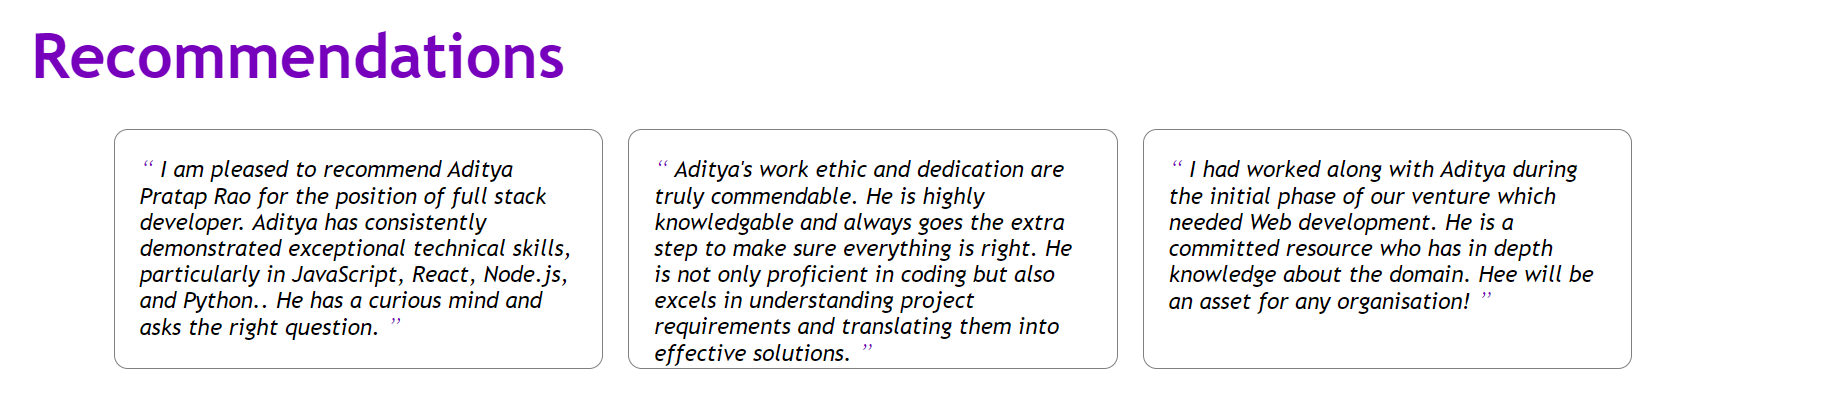 Recommendations
“ I am pleased to recommend Aditya
Pratap Rao for the position of full stack
developer. Aditya has consistently
demonstrated exceptional technical skills,
particularly in JavaScript, React, Node.js,
and Python.. He has a curious mind and
asks the right question. ”
“ Aditya's work ethic and dedication are
truly commendable. He is highly
knowledgable and always goes the extra
step to make sure everything is right. He
is not only proficient in coding but also
excels in understanding project
requirements and translating them into
effective solutions. ”
“ I had worked along with Aditya during
the initial phase of our venture which
needed Web development. He is a
committed resource who has in depth
knowledge about the domain. Hee will be
an asset for any organisation! ”